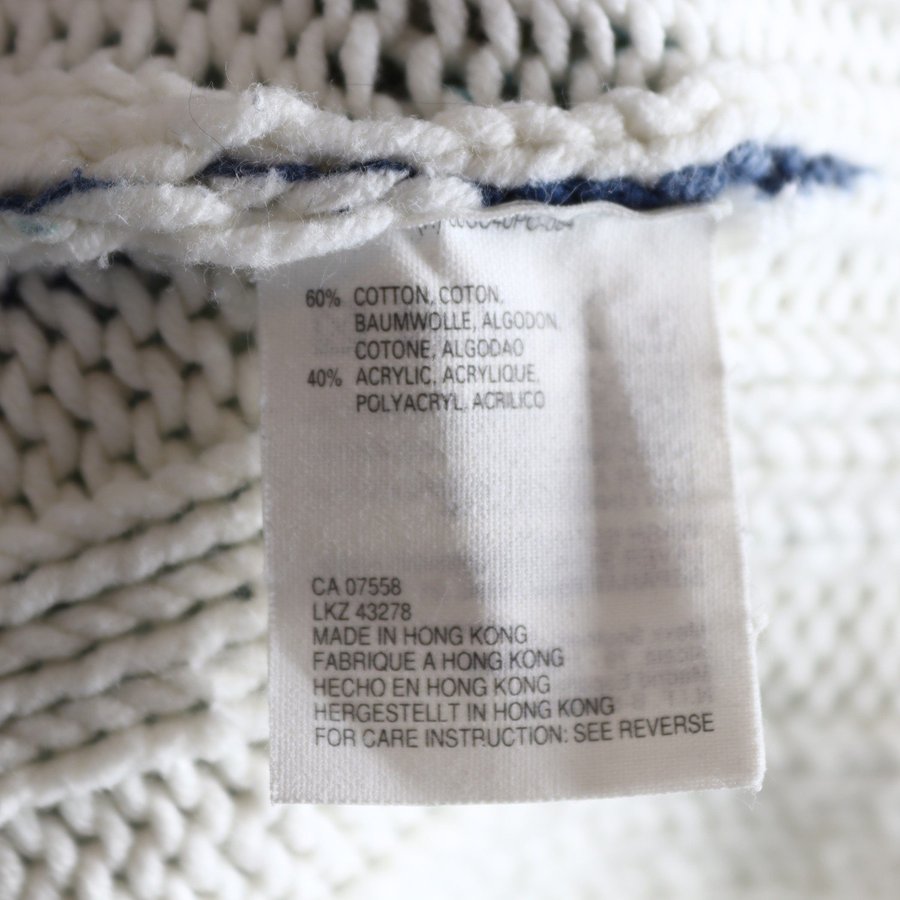 60% COTTON, COTON,
BAUMWOLLE, ALGODON,
COTONE, ALGODAO
40% ACRYLIC, ACRYLIQUE,
POLYACRYL, ACRILICO
CA 07558
LKZ 43278
MADE IN HONG KONG
FABRIQUE A HONG KONG
HECHO EN HONG KONG
HERGESTELLT IN HONG KONG
FOR CARE INSTRUCTION: SEE REVERSE